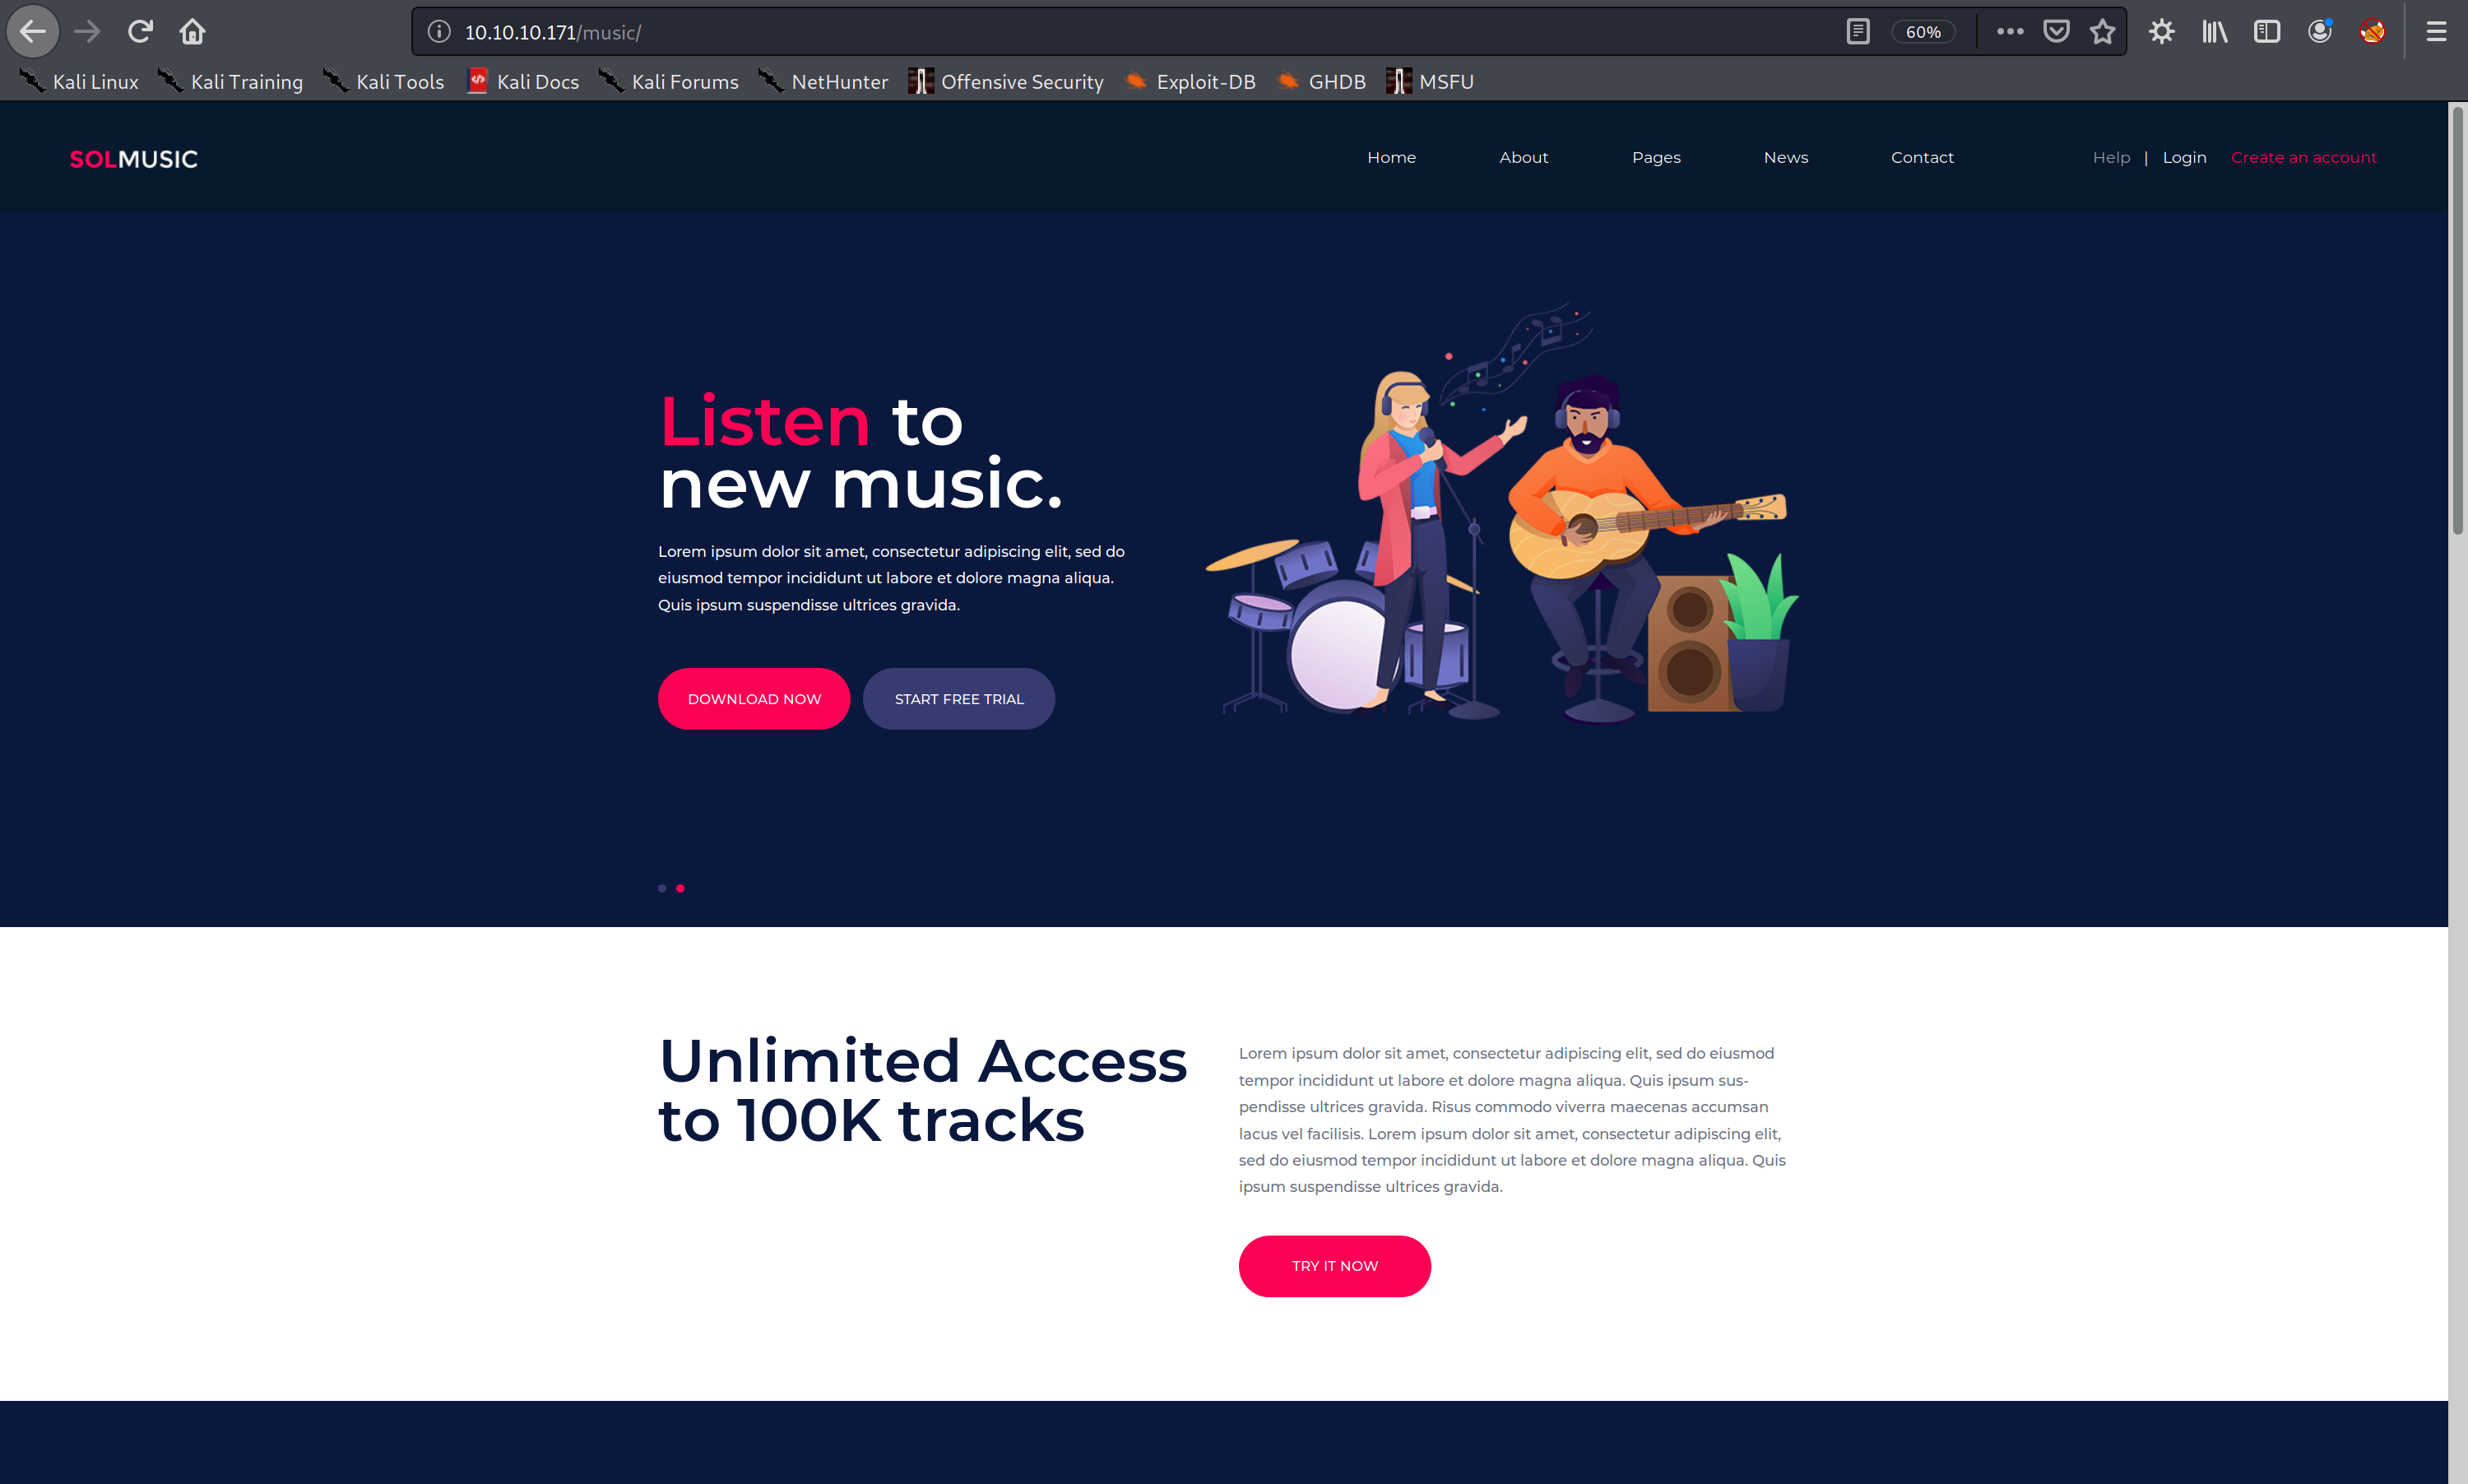 10.10.10.171/music/
60%
Kali Linux Kali Training Kali Tools Kali Docs Kali Forums NetHunter Offensive Security Exploit-DB GHDB MSFU
SOLMUSIC
Home About Pages News Contact Help | Login Create an account
Listen to
new music.
Lorem ipsum dolor sit amet, consectetur adipiscing elit, sed do
eiusmod tempor incididunt ut labore et dolore magna aliqua.
Quis ipsum suspendisse ultrices gravida.
DOWNLOAD NOW START FREE TRIAL
Unlimited Access
to 100K tracks
Lorem ipsum dolor sit amet, consectetur adipiscing elit, sed do eiusmod
tempor incididunt ut labore et dolore magna aliqua. Quis ipsum sus-
pendisse ultrices gravida. Risus commodo viverra maecenas accumsan
lacus vel facilisis. Lorem ipsum dolor sit amet, consectetur adipiscing elit,
sed do eiusmod tempor incididunt ut labore et dolore magna aliqua. Quis
ipsum suspendisse ultrices gravida.
TRY IT NOW